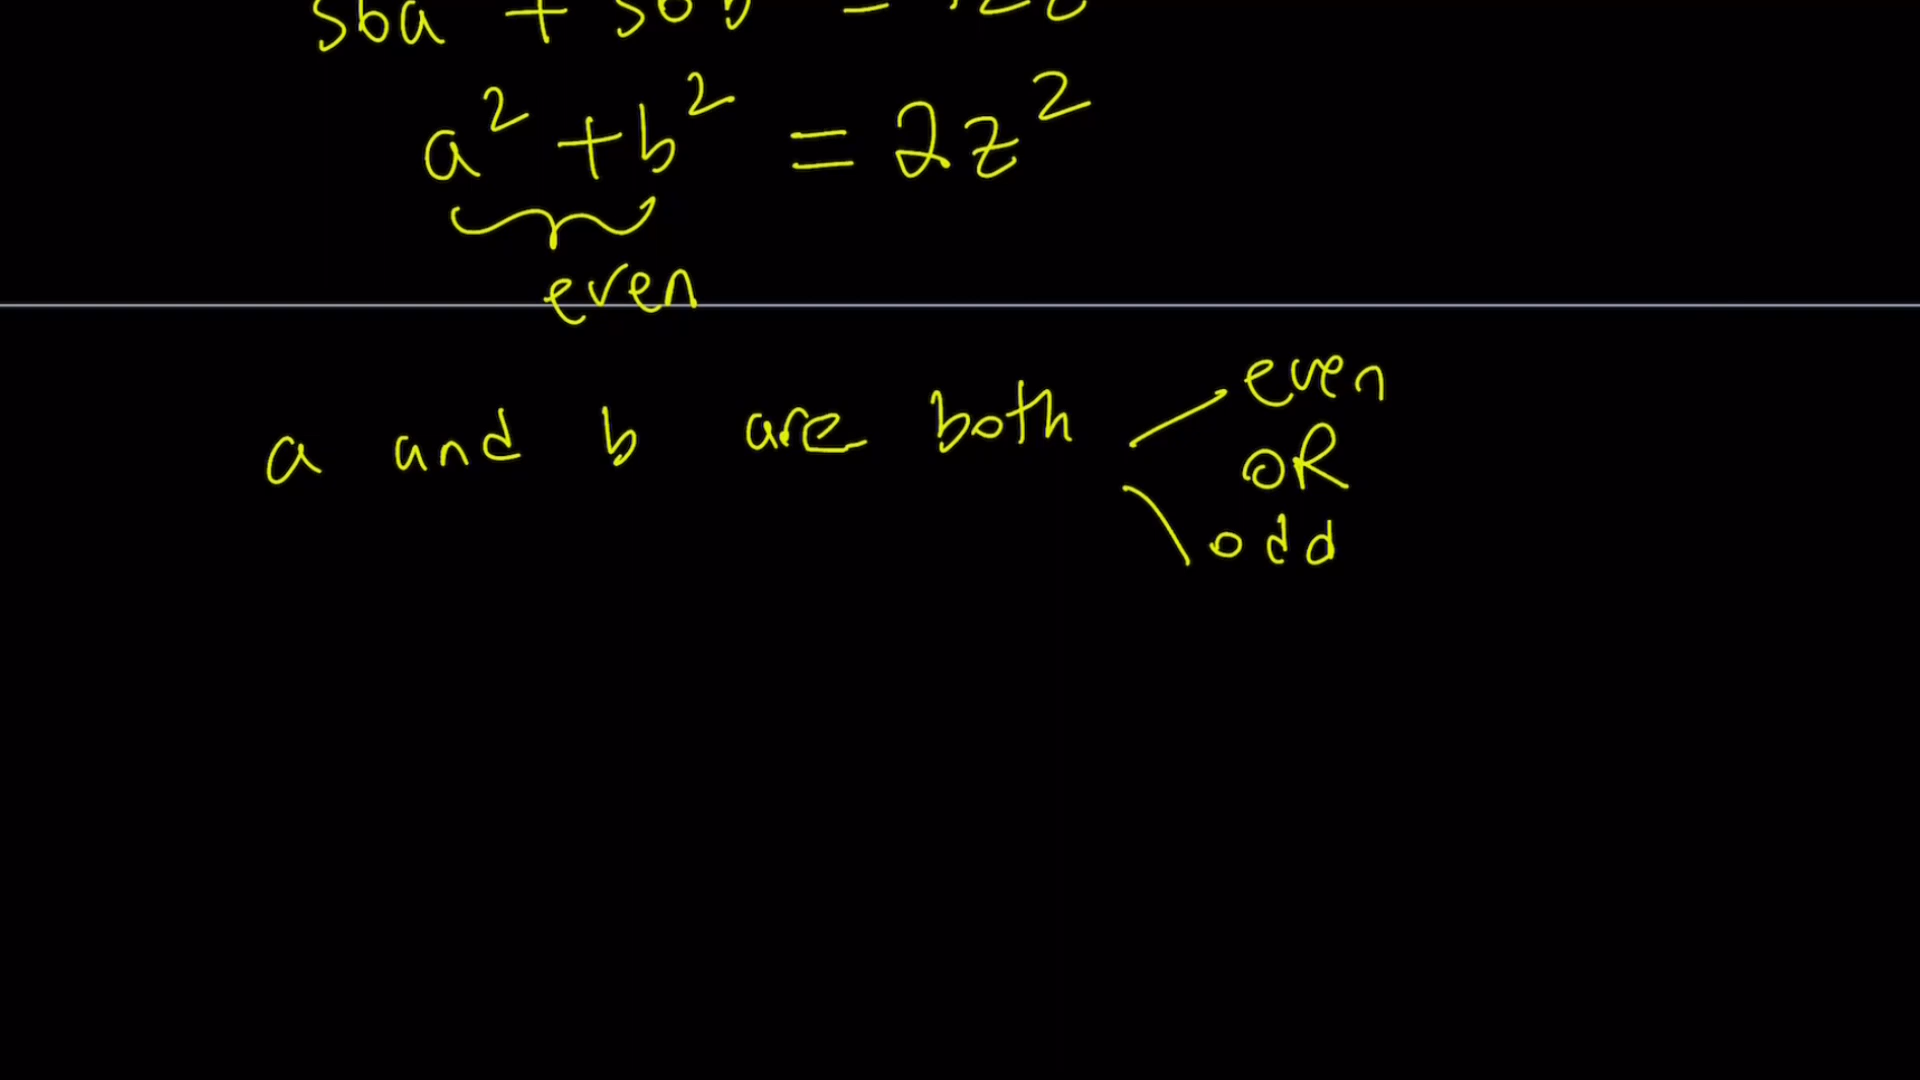 a² + b² = 2z²
even
a and b are both
even
OR
odd